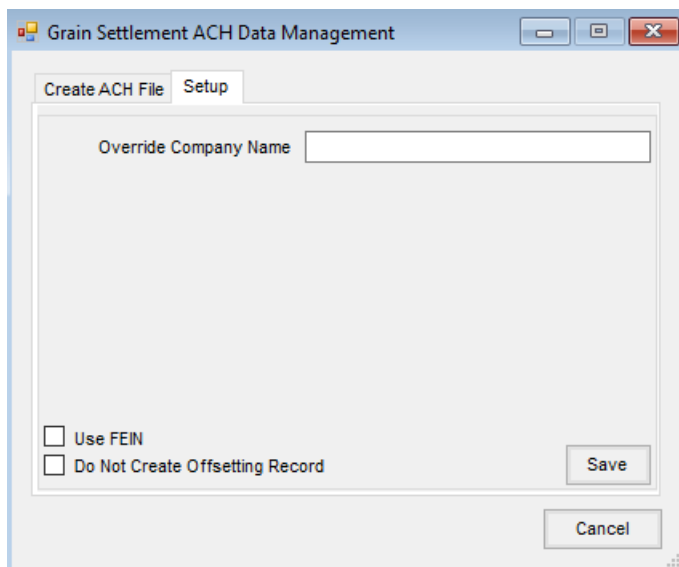 Grain Settlement ACH Data Management
Create ACH File Setup
Override Company Name
Use FEIN
Do Not Create Offsetting Record
Save
Cancel